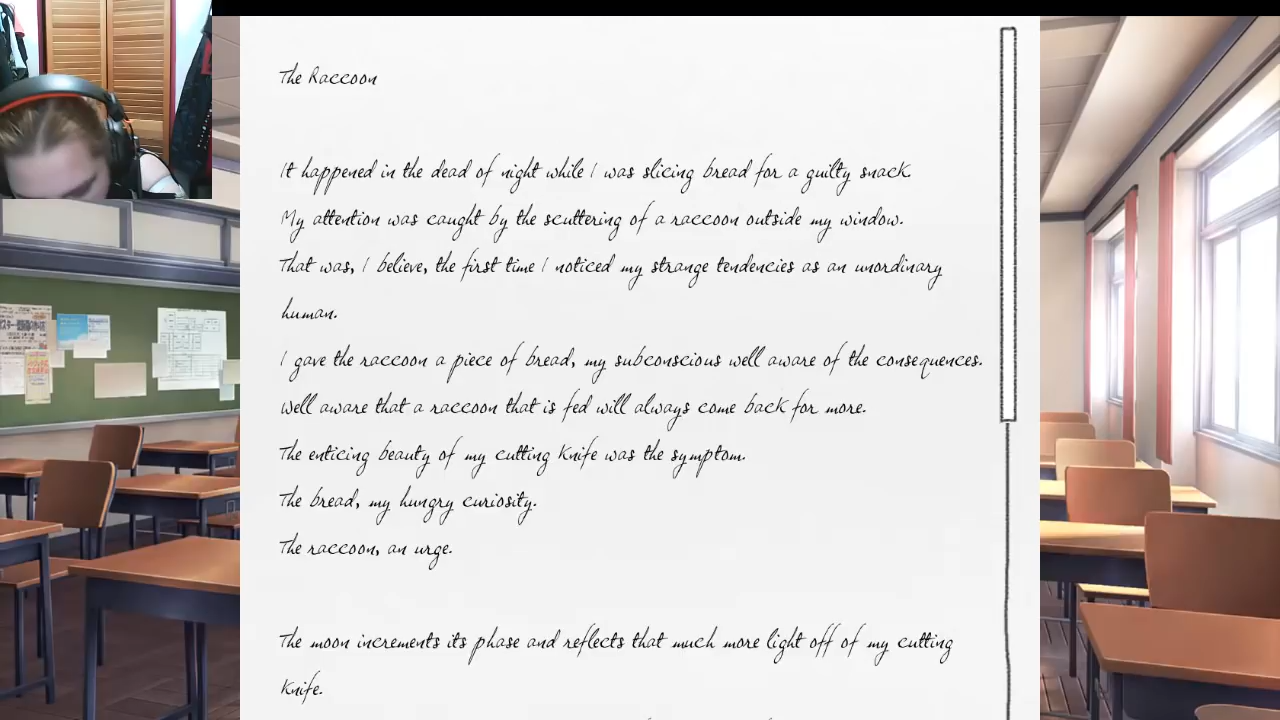 The Raccoon
It happened in the dead of night while I was slicing bread for a guilty snack
My attention was caught by the scuttering of a raccoon outside my window.
That was, I believe, the first time I noticed my strange tendencies as an unordinary
human.
I gave the raccoon a piece of bread, my subconscious well aware of the consequences.
Well aware that a raccoon that is fed will always come back for more.
The enticing beauty of my cutting knife was the symptom.
The bread, my hungry curiosity.
The raccoon, an urge.
The moon increments its phase and reflects that much more light off of my cutting
knife.